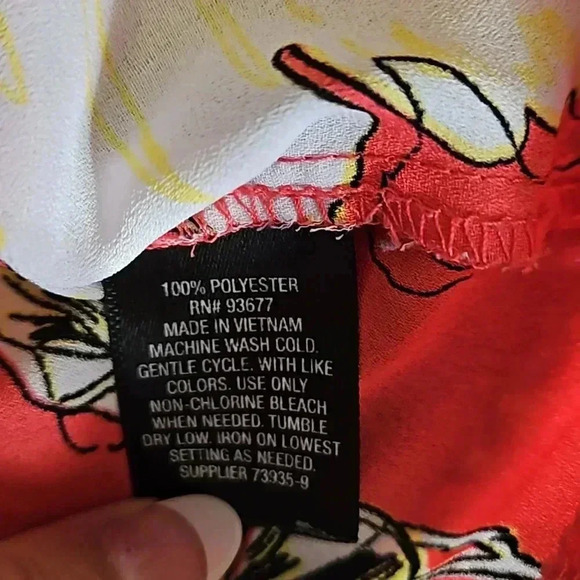 100% POLYESTER
RN# 93677
MADE IN VIETNAM
MACHINE WASH COLD.
GENTLE CYCLE. WITH LIKE
COLORS. USE ONLY
NON-CHLORINE BLEACH
WHEN NEEDED. TUMBLE
DRY LOW. IRON ON LOWEST
SETTING AS NEEDED.
SUPPLIER 73935-9